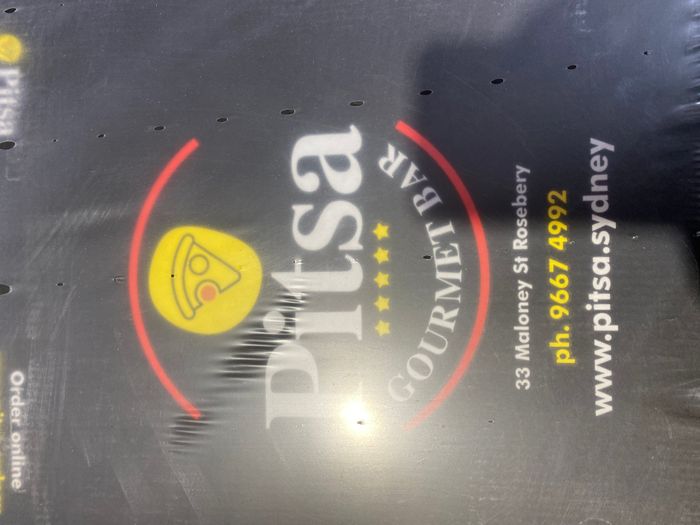 Pitsa
Pitsa
GOURMET BAR
33 Maloney St Rosebery
ph. 9667 4992
www.pitsa.sydney
Order online